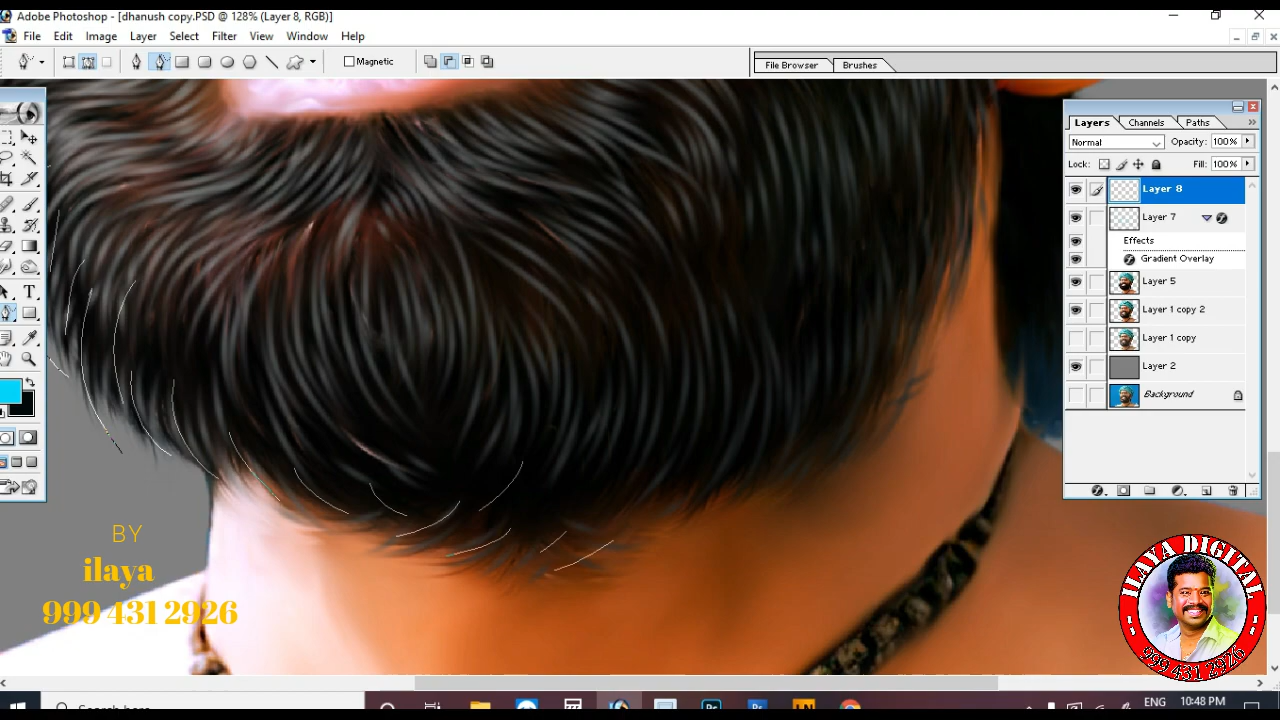 Adobe Photoshop - [dhanush copy.PSD @ 128% (Layer 8, RGB)]
File Edit Image Layer Select Filter View Window Help
Magnetic
File Browser Brushes
Layers Channels Paths
Normal Opacity: 100%
Lock: Fill: 100%
Layer 8
Layer 7
Effects
Gradient Overlay
Layer 5
Layer 1 copy 2
Layer 1 copy
Layer 2
Background
T
BY
ilaya
999 431 2926
ILAYA DIGITAL
999 431 2926
ENG 10:48 PM